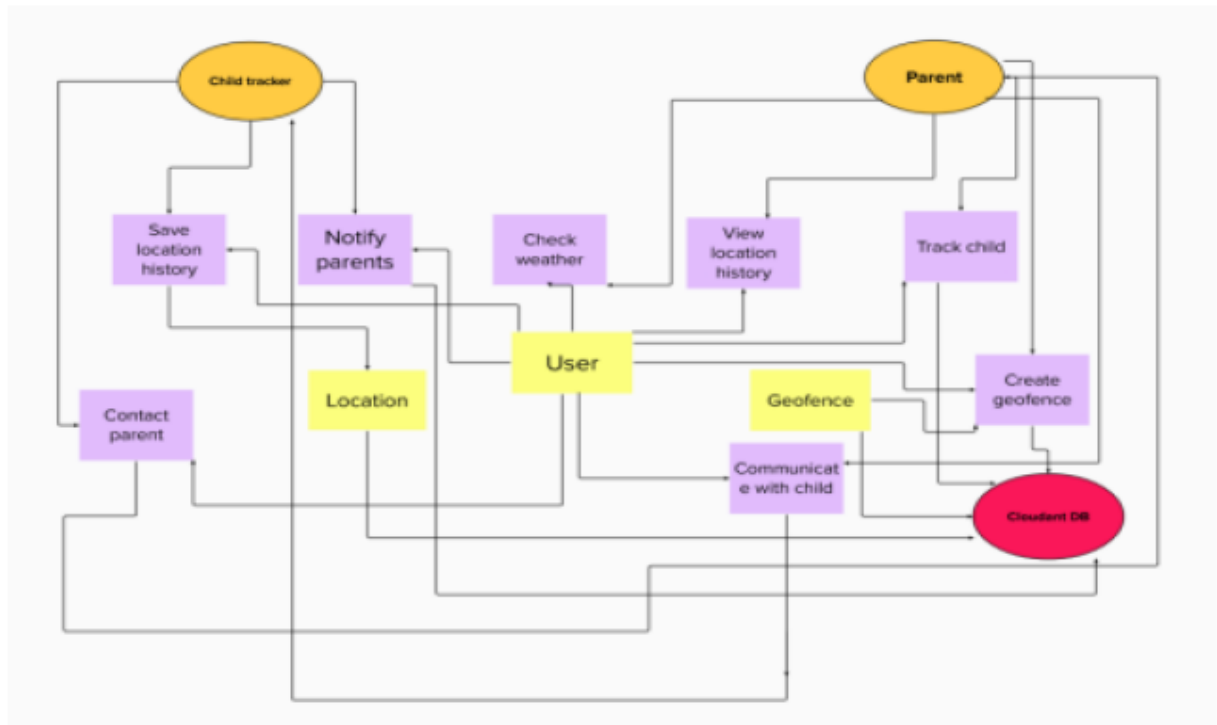 Child tracker
Parent
Save
location
history
Notify
parents
Check
weather
View
location
history
Track child
User
Location
Geofence
Create
geofence
Contact
parent
Communicat
e with child
Cloudant DB